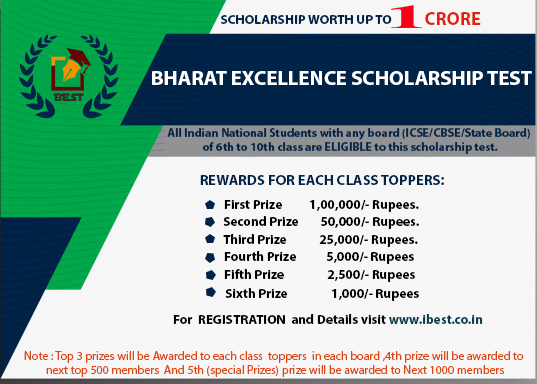 SCHOLARSHIP WORTH UP TO 1 CRORE
BEST
BHARAT EXCELLENCE SCHOLARSHIP TEST
All Indian National Students with any board (ICSE/CBSE/State Board)
of 6th to 10th class are ELIGIBLE to this scholarship test.
REWARDS FOR EACH CLASS TOPPERS:
First Prize 1,00,000/- Rupees.
Second Prize 50,000/- Rupees.
Third Prize 25,000/- Rupees.
Fourth Prize 5,000/- Rupees
Fifth Prize 2,500/- Rupees
Sixth Prize 1,000/- Rupees
For REGISTRATION and Details visit www.ibest.co.in
Note : Top 3 prizes will be Awarded to each class toppers in each board ,4th prize will be awarded to
next top 500 members And 5th (special Prizes) prize will be awarded to Next 1000 members